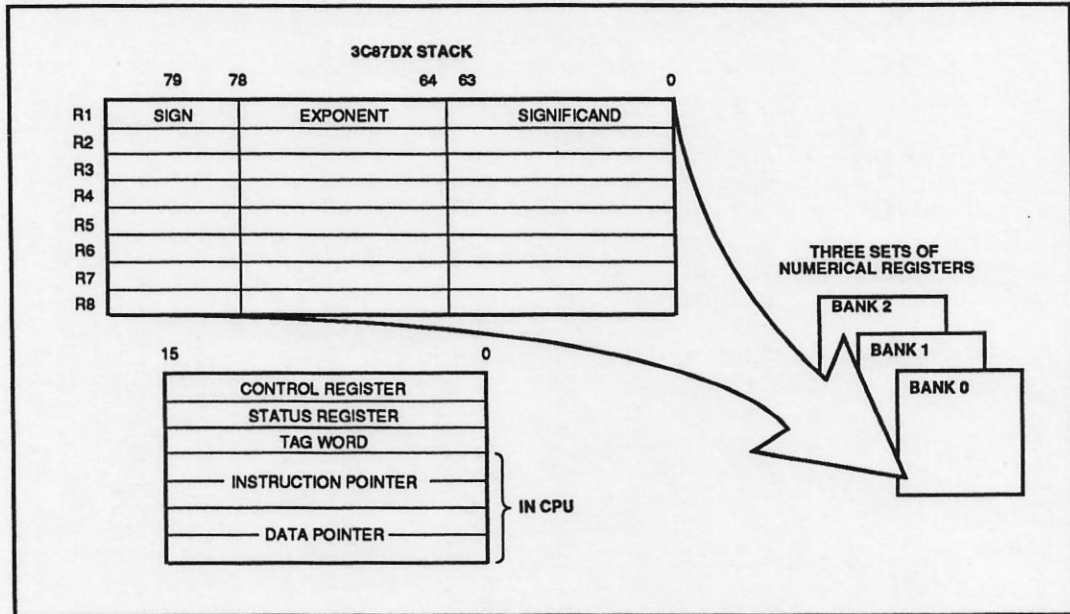 3C87DX STACK
79 78 64 63 0
R1 SIGN EXPONENT SIGNIFICAND
R2
R3
R4
R5
R6
R7
R8
THREE SETS OF
NUMERICAL REGISTERS
BANK 2
BANK 1
BANK 0
15 0
CONTROL REGISTER
STATUS REGISTER
TAG WORD
INSTRUCTION POINTER
DATA POINTER
IN CPU